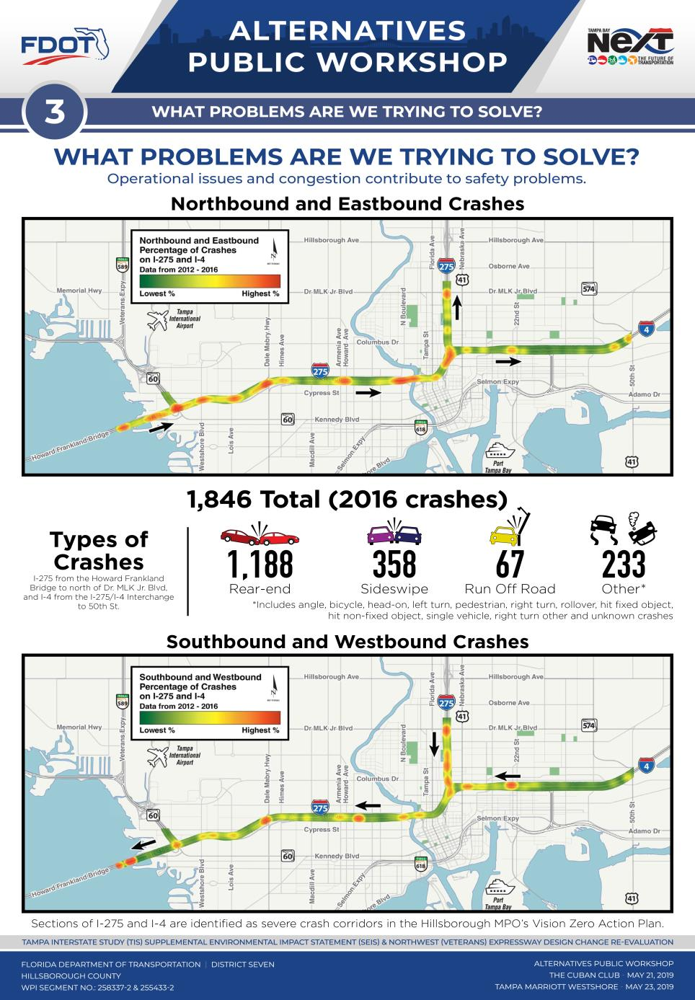 FDOT
ALTERNATIVES
PUBLIC WORKSHOP
TAMPA BAY
NEXT
THE FUTURE OF
TRANSPORTATION
3
WHAT PROBLEMS ARE WE TRYING TO SOLVE?
WHAT PROBLEMS ARE WE TRYING TO SOLVE?
Operational issues and congestion contribute to safety problems.
Northbound and Eastbound Crashes
Northbound and Eastbound
Percentage of Crashes
on I-275 and I-4
Data from 2012 - 2016
Lowest %
Highest %
N
Hillsborough Ave
Hillsborough Ave
Florida Ave
Nebraska Ave
TOLL
589
275
Osborne Ave
41
Memorial Hwy
Veterans Expy
Dr MLK Jr Blvd
Dr MLK Jr Blvd
574
Tampa
International
Airport
N Boulevard
22nd St
4
Dale Mabry Hwy
Himes Ave
Armenia Ave
Howard Ave
Columbus Dr
Tampa St
60
275
Selmon Expy
50th St
Cypress St
Adamo Dr
60
Kennedy Blvd
TOLL
618
Howard Frankland Bridge
Westshore Blvd
Lois Ave
Macdill Ave
Selmon Expy
ore Blvd
Port
Tampa Bay
41
1,846 Total (2016 crashes)
Types of
Crashes
I-275 from the Howard Frankland
Bridge to north of Dr. MLK Jr. Blvd,
and I-4 from the I-275/I-4 Interchange
to 50th St.
1,188
Rear-end
358
Sideswipe
67
Run Off Road
233
Other*
*Includes angle, bicycle, head-on, left turn, pedestrian, right turn, rollover, hit fixed object,
hit non-fixed object, single vehicle, right turn other and unknown crashes
Southbound and Westbound Crashes
Southbound and Westbound
Percentage of Crashes
on I-275 and I-4
Data from 2012 - 2016
Lowest %
Highest %
N
Hillsborough Ave
Hillsborough Ave
Florida Ave
Nebraska Ave
TOLL
589
275
Osborne Ave
41
Memorial Hwy
Veterans Expy
Dr MLK Jr Blvd
Dr MLK Jr Blvd
574
Tampa
International
Airport
N Boulevard
22nd St
4
Dale Mabry Hwy
Himes Ave
Armenia Ave
Howard Ave
Columbus Dr
Tampa St
60
275
Selmon Expy
50th St
Cypress St
Adamo Dr
60
Kennedy Blvd
TOLL
618
Howard Frankland Bridge
Westshore Blvd
Lois Ave
Macdill Ave
Selmon Expy
ore Blvd
Port
Tampa Bay
41
Sections of I-275 and I-4 are identified as severe crash corridors in the Hillsborough MPO's Vision Zero Action Plan.
TAMPA INTERSTATE STUDY (TIS) SUPPLEMENTAL ENVIRONMENTAL IMPACT STATEMENT (SEIS) & NORTHWEST (VETERANS) EXPRESSWAY DESIGN CHANGE RE-EVALUATION
FLORIDA DEPARTMENT OF TRANSPORTATION | DISTRICT SEVEN
HILLSBOROUGH COUNTY
WPI SEGMENT NO.: 258337-2 & 255433-2
ALTERNATIVES PUBLIC WORKSHOP
THE CUBAN CLUB · MAY 21, 2019
TAMPA MARRIOTT WESTSHORE · MAY 23, 2019